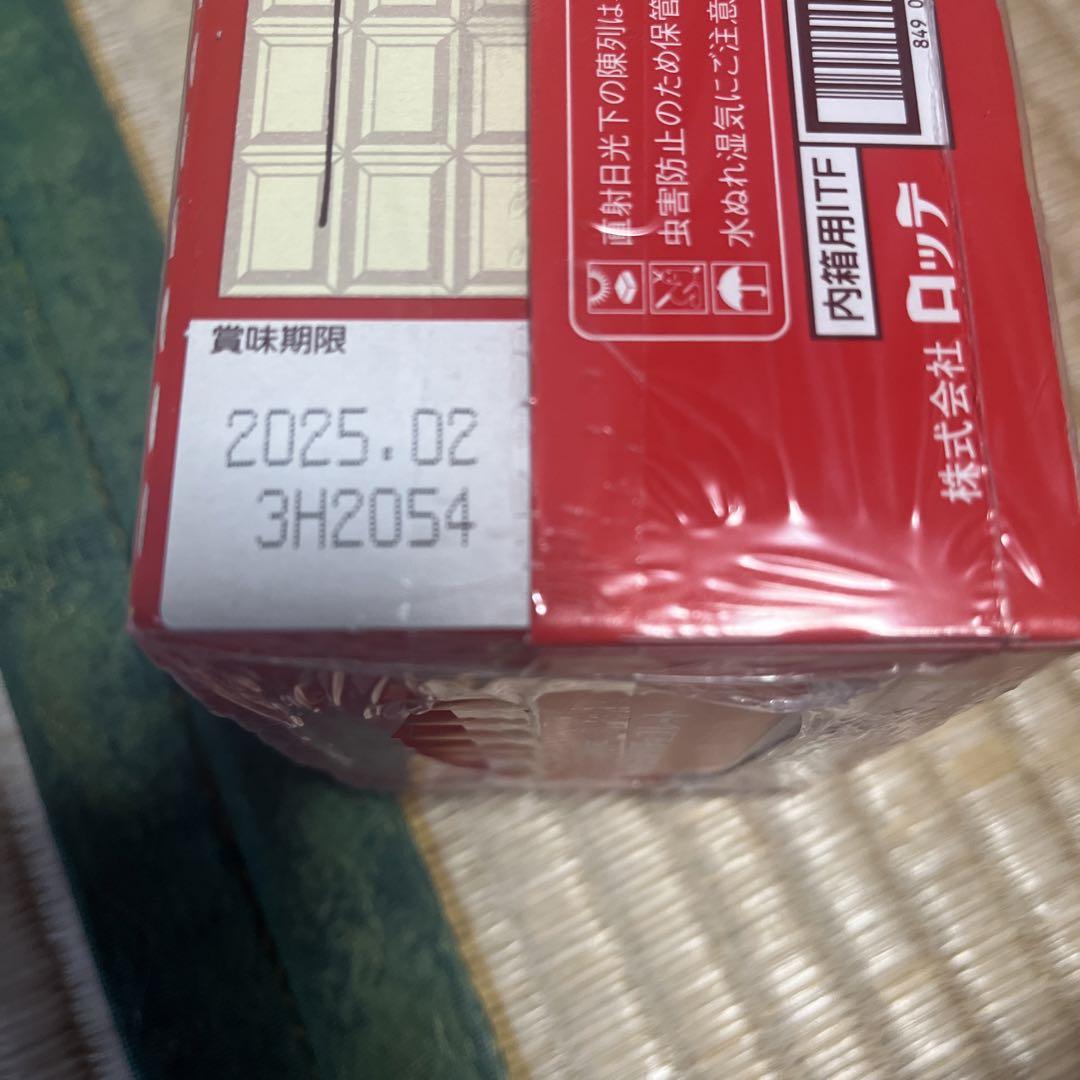 賞味期限
2025.02
3H2054
直射日光下の陳列は
虫害防止のため保管
水ぬれ湿気にご注意
849 0
内箱用ITF
株式会社 ロッテ